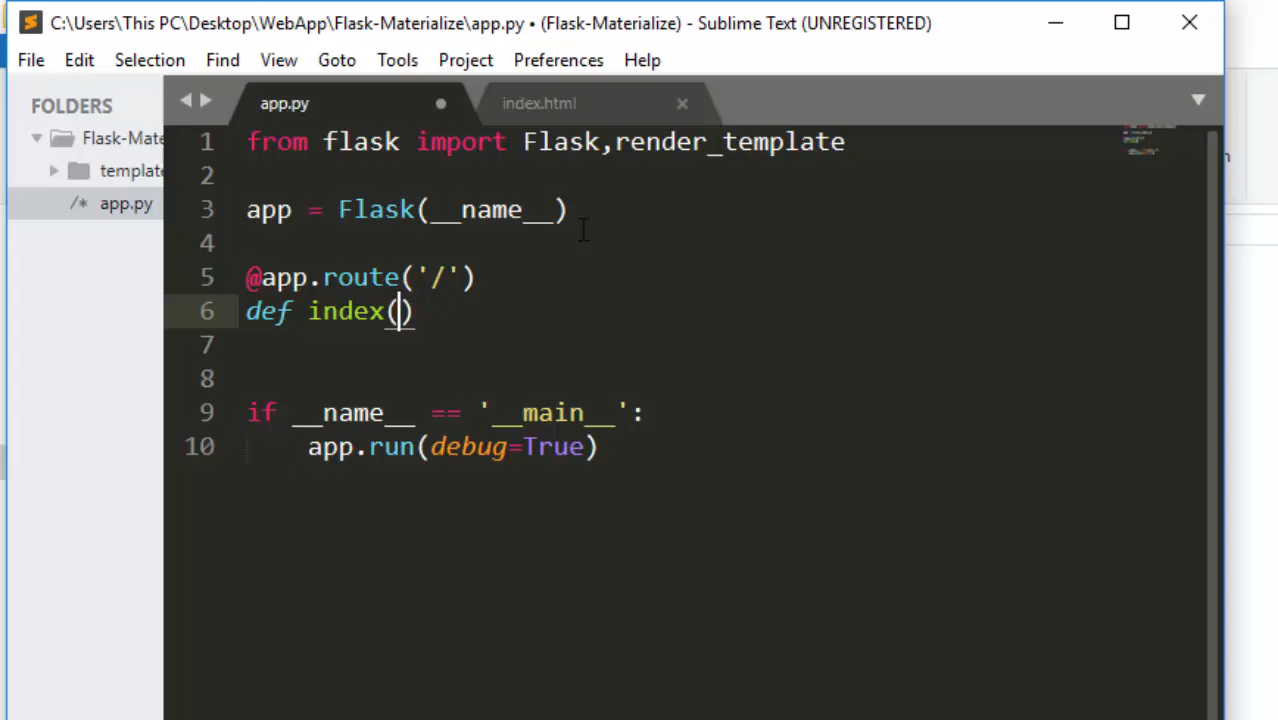 C:\Users\This PC\Desktop\WebApp\Flask-Materialize\app.py • (Flask-Materialize) - Sublime Text (UNREGISTERED)
File Edit Selection Find View Goto Tools Project Preferences Help
FOLDERS
Flask-Mate
template
/* app.py
app.py
index.html
1 from flask import Flask,render_template
2
3 app = Flask(__name__)
4
5 @app.route('/')
6 def index()
7
8
9 if __name__ == '__main__':
10 app.run(debug=True)